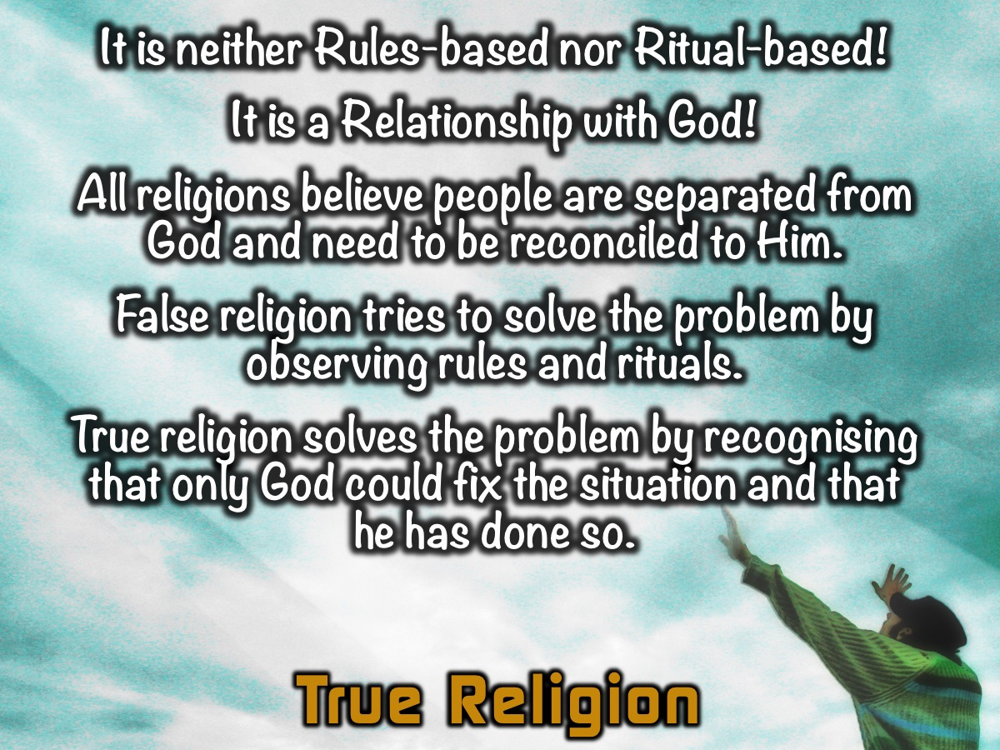 It is neither Rules-based nor Ritual-based!
It is a Relationship with God!
All religions believe people are separated from
God and need to be reconciled to Him.
False religion tries to solve the problem by
observing rules and rituals.
True religion solves the problem by recognising
that only God could fix the situation and that
he has done so.
True Religion